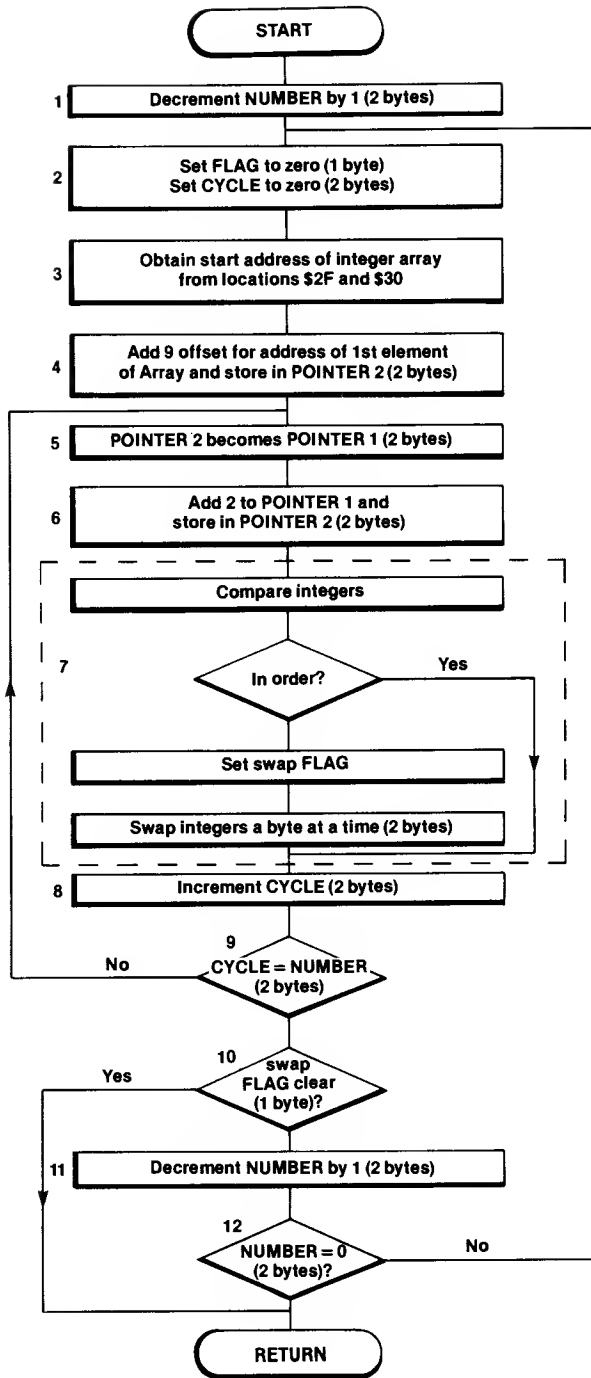 START
1 Decrement NUMBER by 1 (2 bytes)
2 Set FLAG to zero (1 byte)
Set CYCLE to zero (2 bytes)
3 Obtain start address of integer array
from locations $2F and $30
4 Add 9 offset for address of 1st element
of Array and store in POINTER 2 (2 bytes)
5 POINTER 2 becomes POINTER 1 (2 bytes)
6 Add 2 to POINTER 1 and
store in POINTER 2 (2 bytes)
Compare integers
7 In order? Yes
Set swap FLAG
Swap integers a byte at a time (2 bytes)
8 Increment CYCLE (2 bytes)
9
No CYCLE = NUMBER
(2 bytes)
10 swap
Yes FLAG clear
(1 byte)?
11 Decrement NUMBER by 1 (2 bytes)
12
NUMBER = 0 No
(2 bytes)?
RETURN